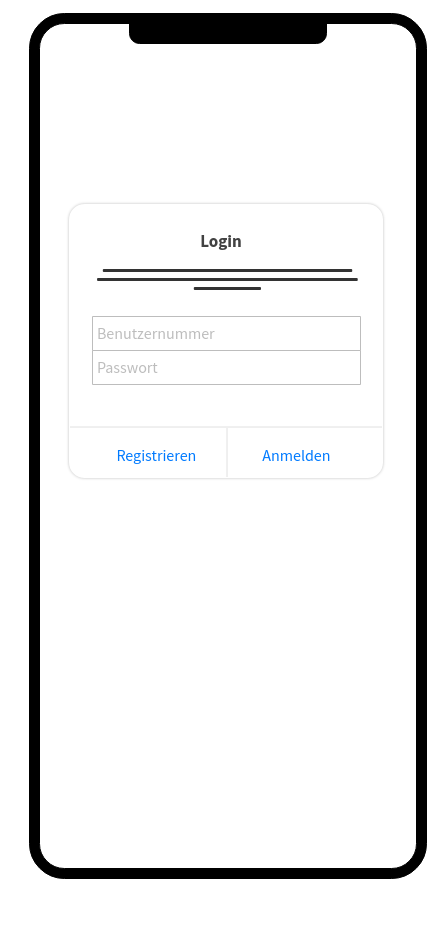 Login
Benutzernummer
Passwort
Registrieren
Anmelden